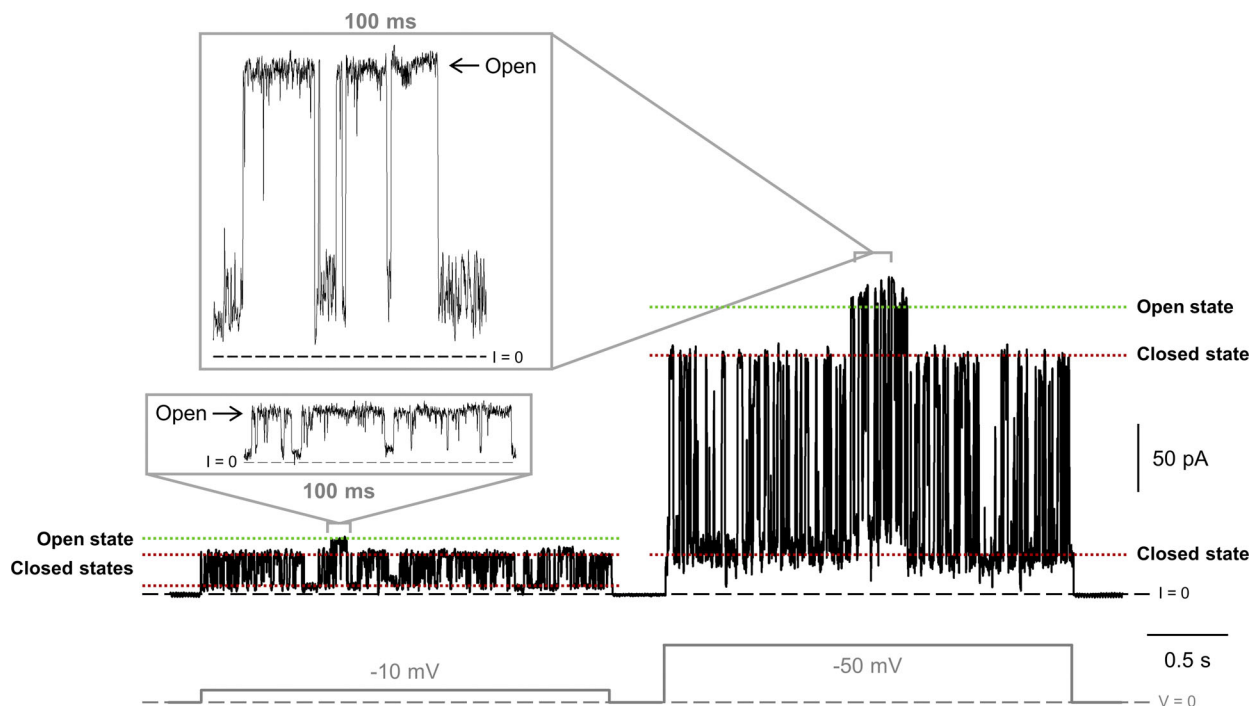 100 ms
Open
I = 0
Open
I = 0
100 ms
Open state
Closed state
50 pA
Open state
Closed states
Closed state
I = 0
0.5 s
-10 mV
-50 mV
V = 0